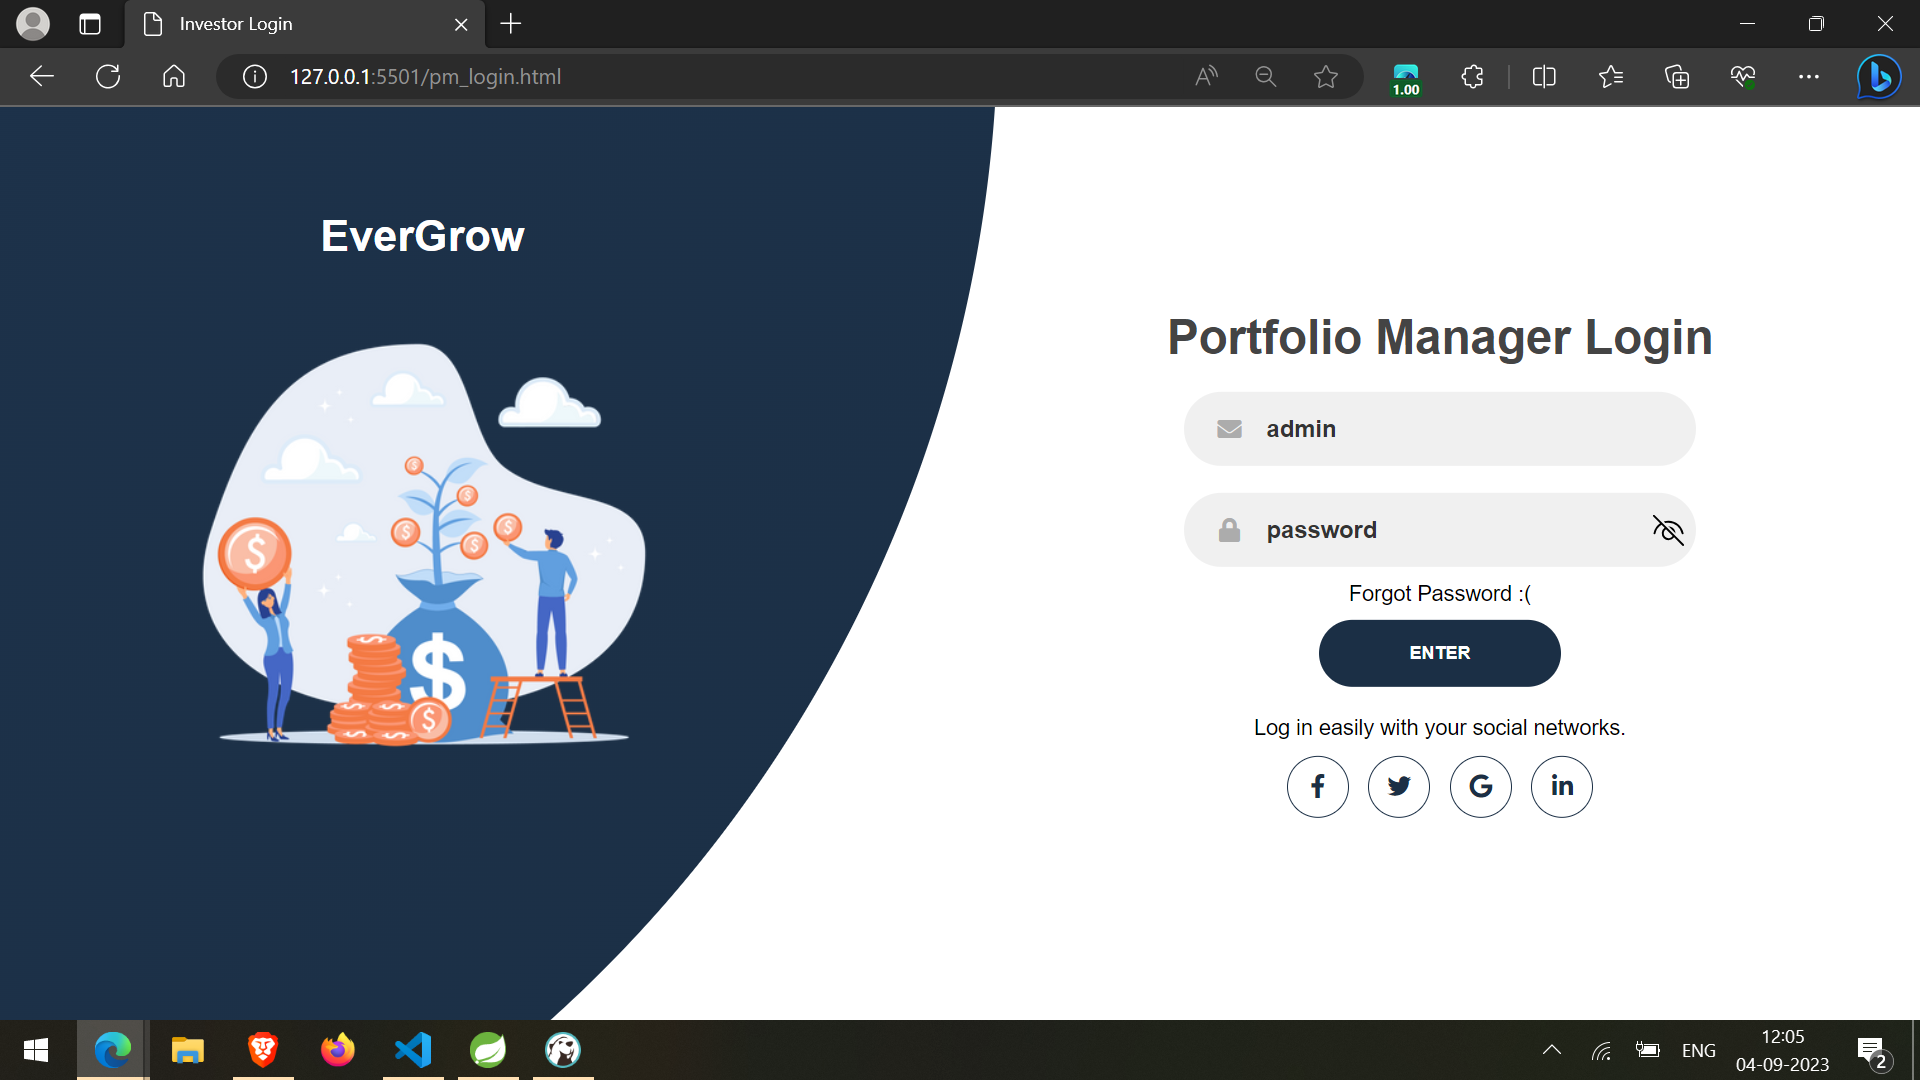 Investor Login
127.0.0.1:5501/pm_login.html
1.00
EverGrow
Portfolio Manager Login
admin
password
Forgot Password :(
ENTER
Log in easily with your social networks.
$
$
$
$
$
$
$
$
ENG
12:05
04-09-2023
2